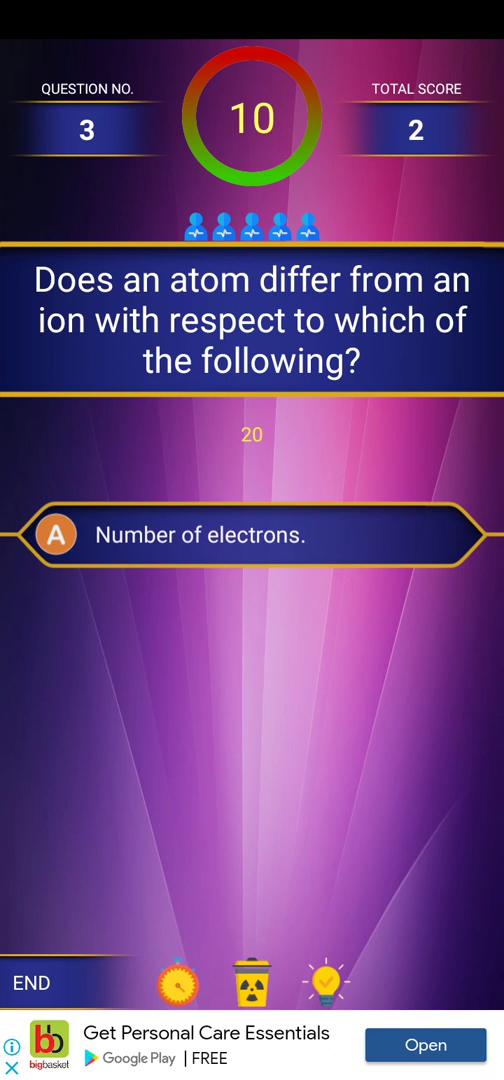 QUESTION NO.
3
10
TOTAL SCORE
2
Does an atom differ from an
ion with respect to which of
the following?
20
A Number of electrons.
END
bb
bigbasket
Get Personal Care Essentials
Google Play | FREE
Open